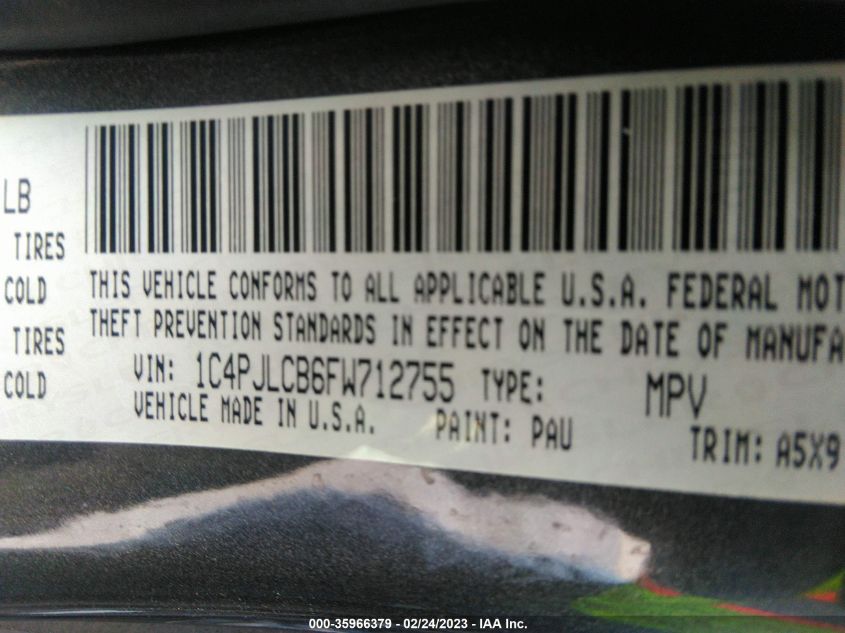 LB
TIRES
COLD
TIRES
COLD
THIS VEHICLE CONFORMS TO ALL APPLICABLE U.S.A. FEDERAL MOT
THEFT PREVENTION STANDARDS IN EFFECT ON THE DATE OF MANUFA
VIN: 1C4PJLCB6FW712755 TYPE: MPV
VEHICLE MADE IN U.S.A. PAINT: PAU TRIM: A5X9
000-35966379 - 02/24/2023 - IAA Inc.